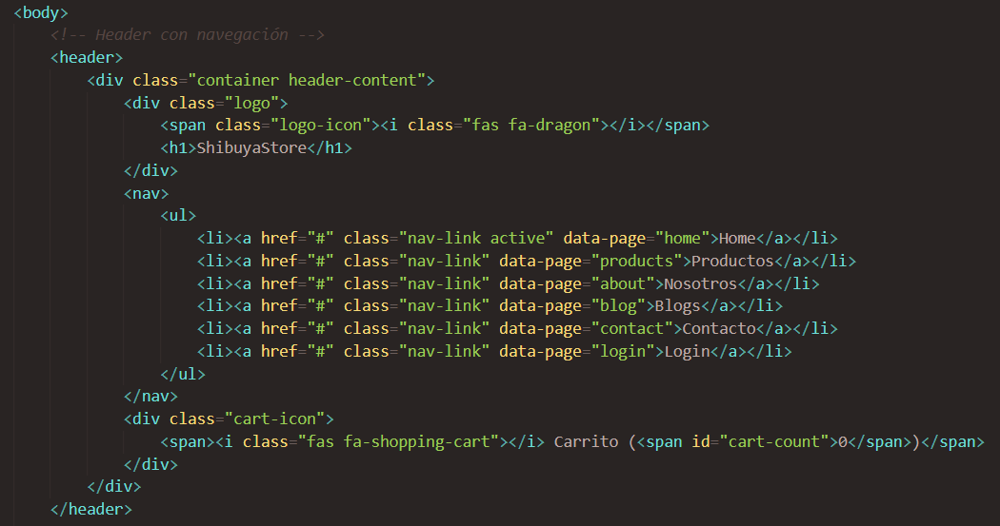 <body>
<!-- Header con navegación -->
<header>
<div class="container header-content">
<div class="logo">
<span class="logo-icon"><i class="fas fa-dragon"></i></span>
<h1>ShibuyaStore</h1>
</div>
<nav>
<ul>
<li><a href="#" class="nav-link active" data-page="home">Home</a></li>
<li><a href="#" class="nav-link" data-page="products">Productos</a></li>
<li><a href="#" class="nav-link" data-page="about">Nosotros</a></li>
<li><a href="#" class="nav-link" data-page="blog">Blogs</a></li>
<li><a href="#" class="nav-link" data-page="contact">Contacto</a></li>
<li><a href="#" class="nav-link" data-page="login">Login</a></li>
</ul>
</nav>
<div class="cart-icon">
<span><i class="fas fa-shopping-cart"></i> Carrito (<span id="cart-count">0</span>)</span>
</div>
</div>
</header>